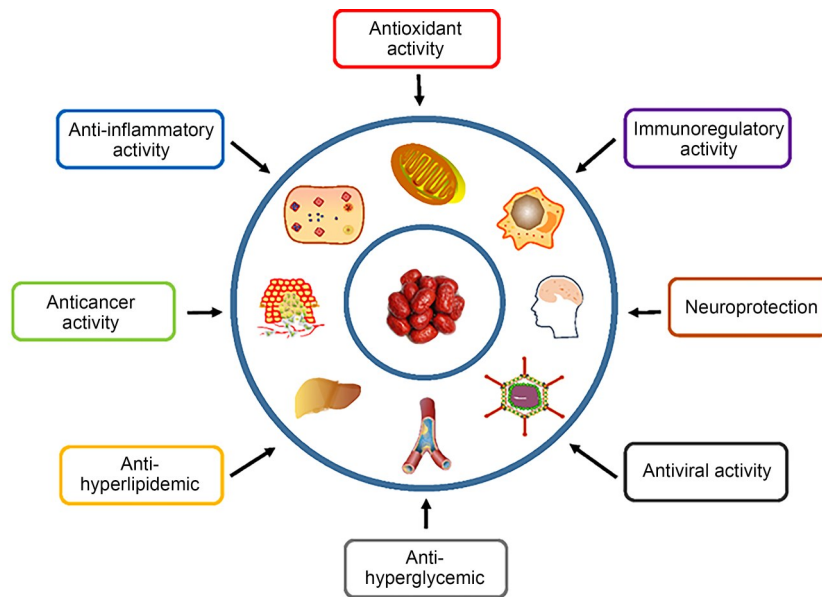 Antioxidant
activity
Anti-inflammatory
activity
Immunoregulatory
activity
Anticancer
activity
Neuroprotection
Anti-
hyperlipidemic
Antiviral activity
Anti-
hyperglycemic